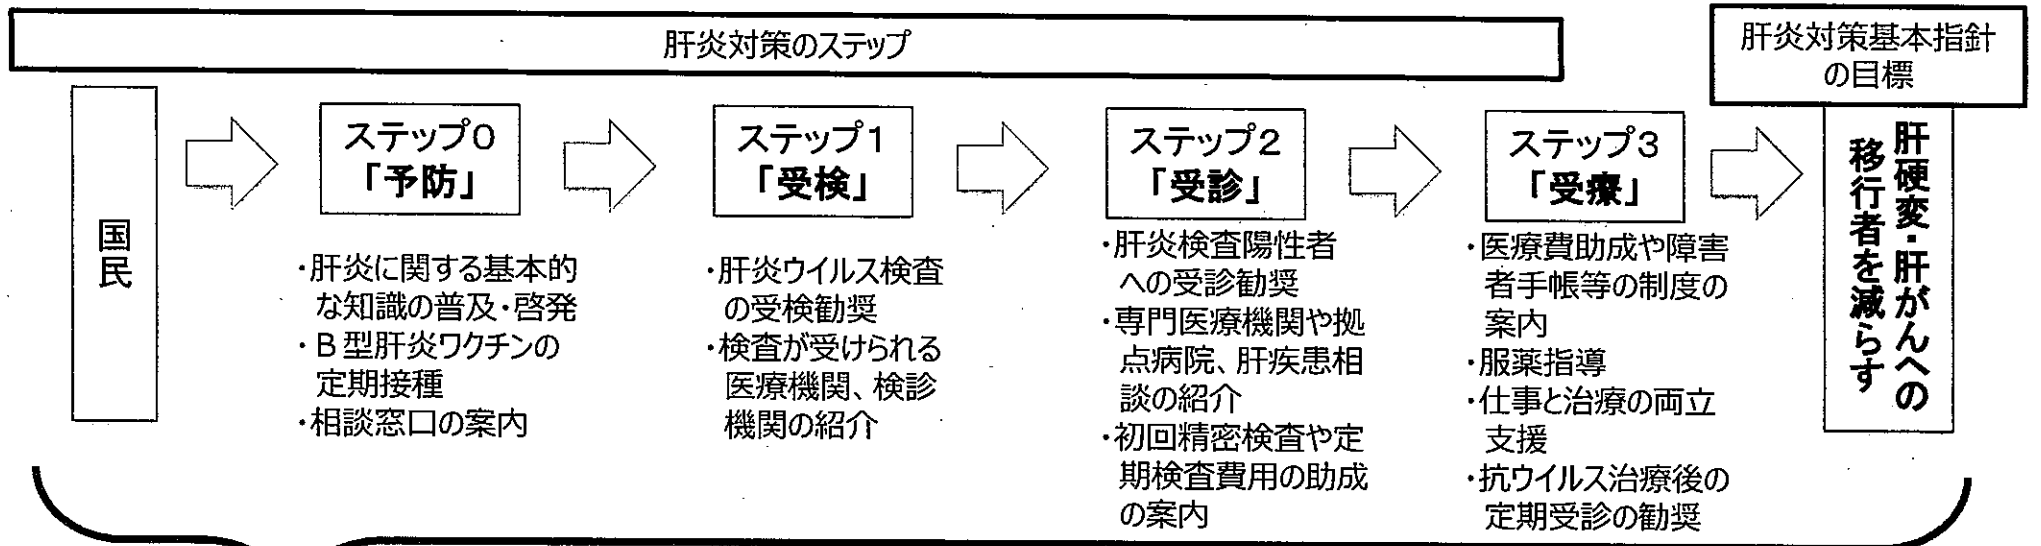 肝炎対策のステップ
肝炎対策基本指針
の目標
国民
ステップ0
「予防」
・肝炎に関する基本的
な知識の普及・啓発
・B型肝炎ワクチンの
定期接種
・相談窓口の案内
ステップ1
「受検」
・肝炎ウイルス検査
の受検勧奨
・検査が受けられる
医療機関、検診
機関の紹介
ステップ2
「受診」
・肝炎検査陽性者
への受診勧奨
・専門医療機関や拠
点病院、肝疾患相
談の紹介
・初回精密検査や定
期検査費用の助成
の案内
ステップ3
「受療」
・医療費助成や障害
者手帳等の制度の
案内
・服薬指導
・仕事と治療の両立
支援
・抗ウイルス治療後の
定期受診の勧奨
肝硬変・肝がんへの
移行者を減らす